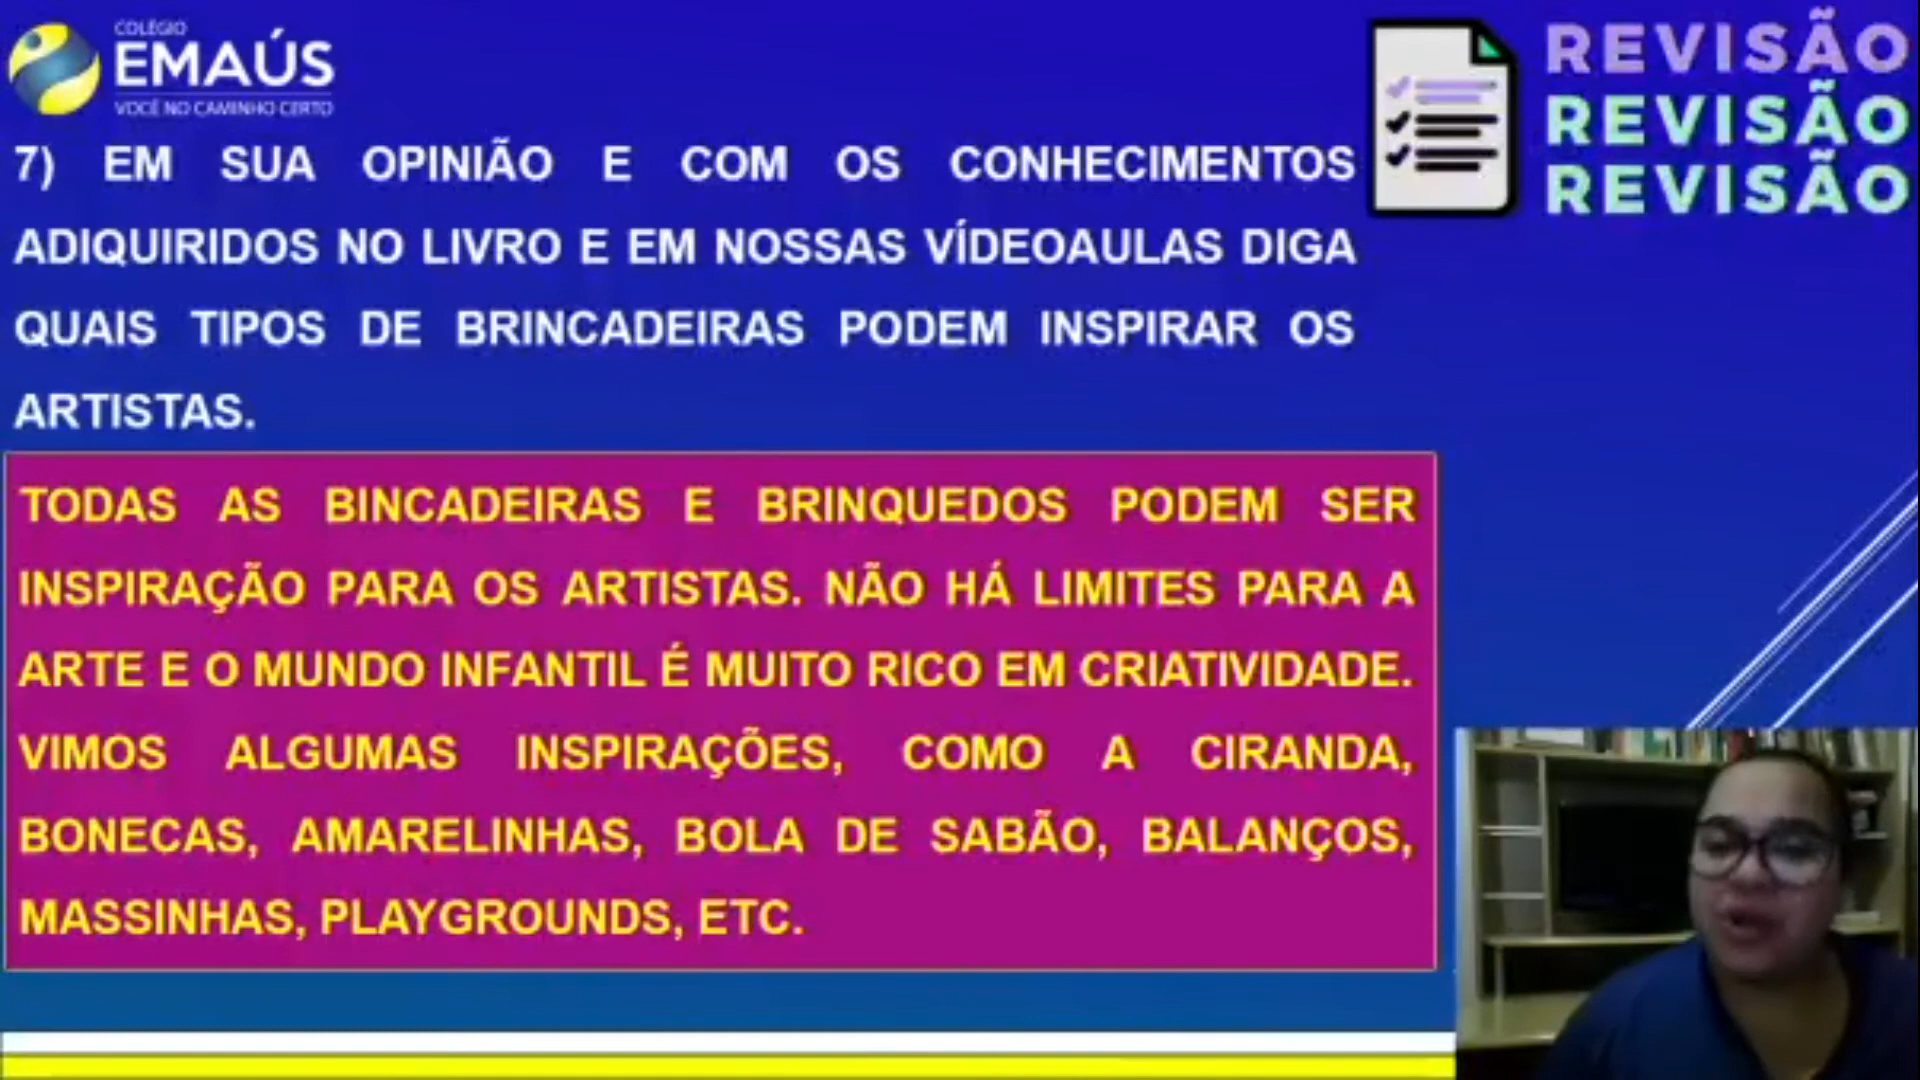 COLÉGIO
EMAÚS
VOCÊ NO CAMINHO CERTO
REVISÃO
REVISÃO
REVISÃO
7) EM SUA OPINIÃO E COM OS CONHECIMENTOS
ADIQUIRIDOS NO LIVRO E EM NOSSAS VÍDEOAULAS DIGA
QUAIS TIPOS DE BRINCADEIRAS PODEM INSPIRAR OS
ARTISTAS.
TODAS AS BINCADEIRAS E BRINQUEDOS PODEM SER
INSPIRAÇÃO PARA OS ARTISTAS. NÃO HÁ LIMITES PARA A
ARTE E O MUNDO INFANTIL É MUITO RICO EM CRIATIVIDADE.
VIMOS ALGUMAS INSPIRAÇÕES, COMO A CIRANDA,
BONECAS, AMARELINHAS, BOLA DE SABÃO, BALANÇOS,
MASSINHAS, PLAYGROUNDS, ETC.